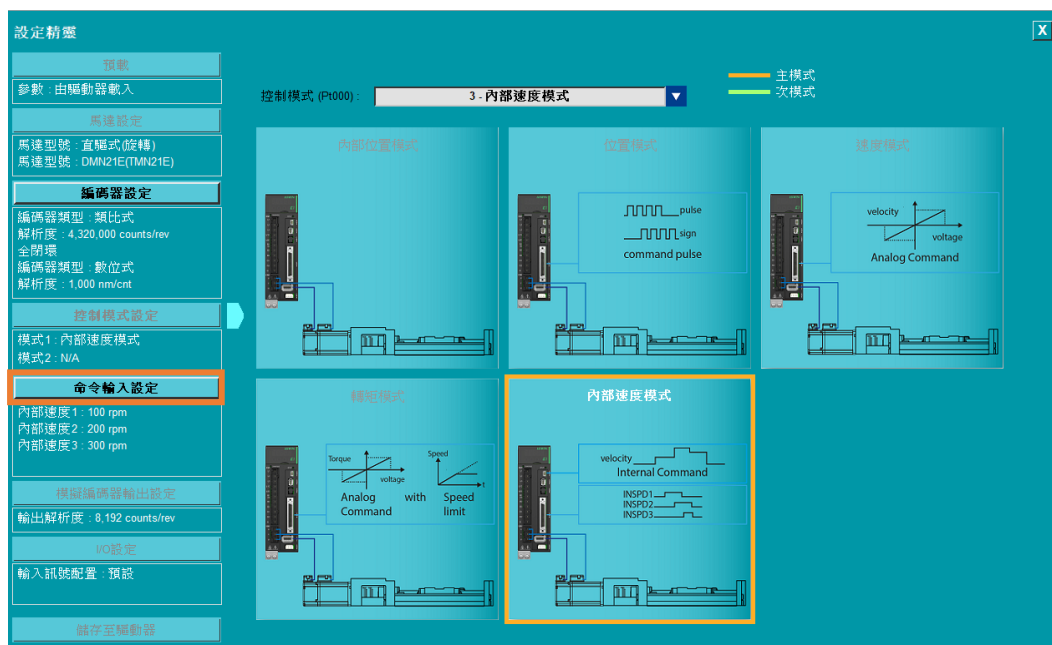 設定精靈
X
預載
參數 : 由驅動器載入
馬達設定
馬達型號 : 直驅式(旋轉)
馬達型號 : DMN21E(TMN21E)
編碼器設定
編碼器類型 : 類比式
解析度 : 4,320,000 counts/rev
全閉環
編碼器類型 : 數位式
解析度 : 1,000 nm/cnt
控制模式設定
模式1 : 內部速度模式
模式2 : N/A
命令輸入設定
內部速度1 : 100 rpm
內部速度2 : 200 rpm
內部速度3 : 300 rpm
模擬編碼器輸出設定
輸出解析度 : 8,192 counts/rev
I/O設定
輸入訊號配置 : 預設
儲存至驅動器
控制模式 (Pt000) :
3 - 內部速度模式
主模式
次模式
內部位置模式
位置模式
pulse
sign
command pulse
速度模式
velocity
voltage
Analog Command
轉矩模式
Torque
voltage
Speed
t
Analog with Speed
Command limit
內部速度模式
velocity
Internal Command
INSPD1
INSPD2
INSPD3